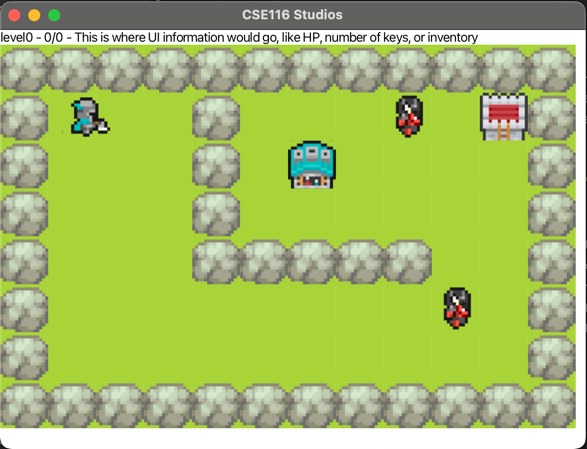 CSE116 Studios
level0 - 0/0 - This is where UI information would go, like HP, number of keys, or inventory